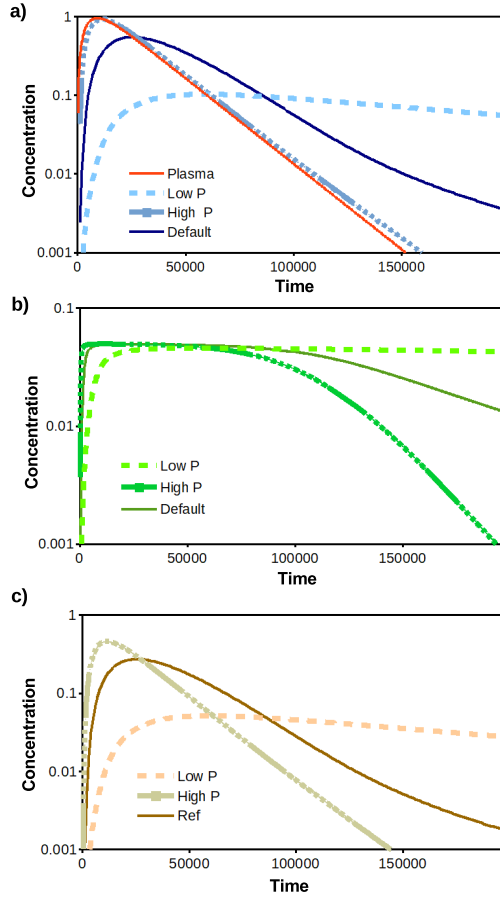 a)
1
0.1
0.01
0.001
Concentration
Plasma
Low P
High P
Default
0 50000 100000 150000
Time
b)
0.1
0.01
0.001
Concentration
Low P
High P
Default
0 50000 100000 150000
Time
c)
1
0.1
0.01
0.001
Concentration
Low P
High P
Ref
0 50000 100000 150000
Time